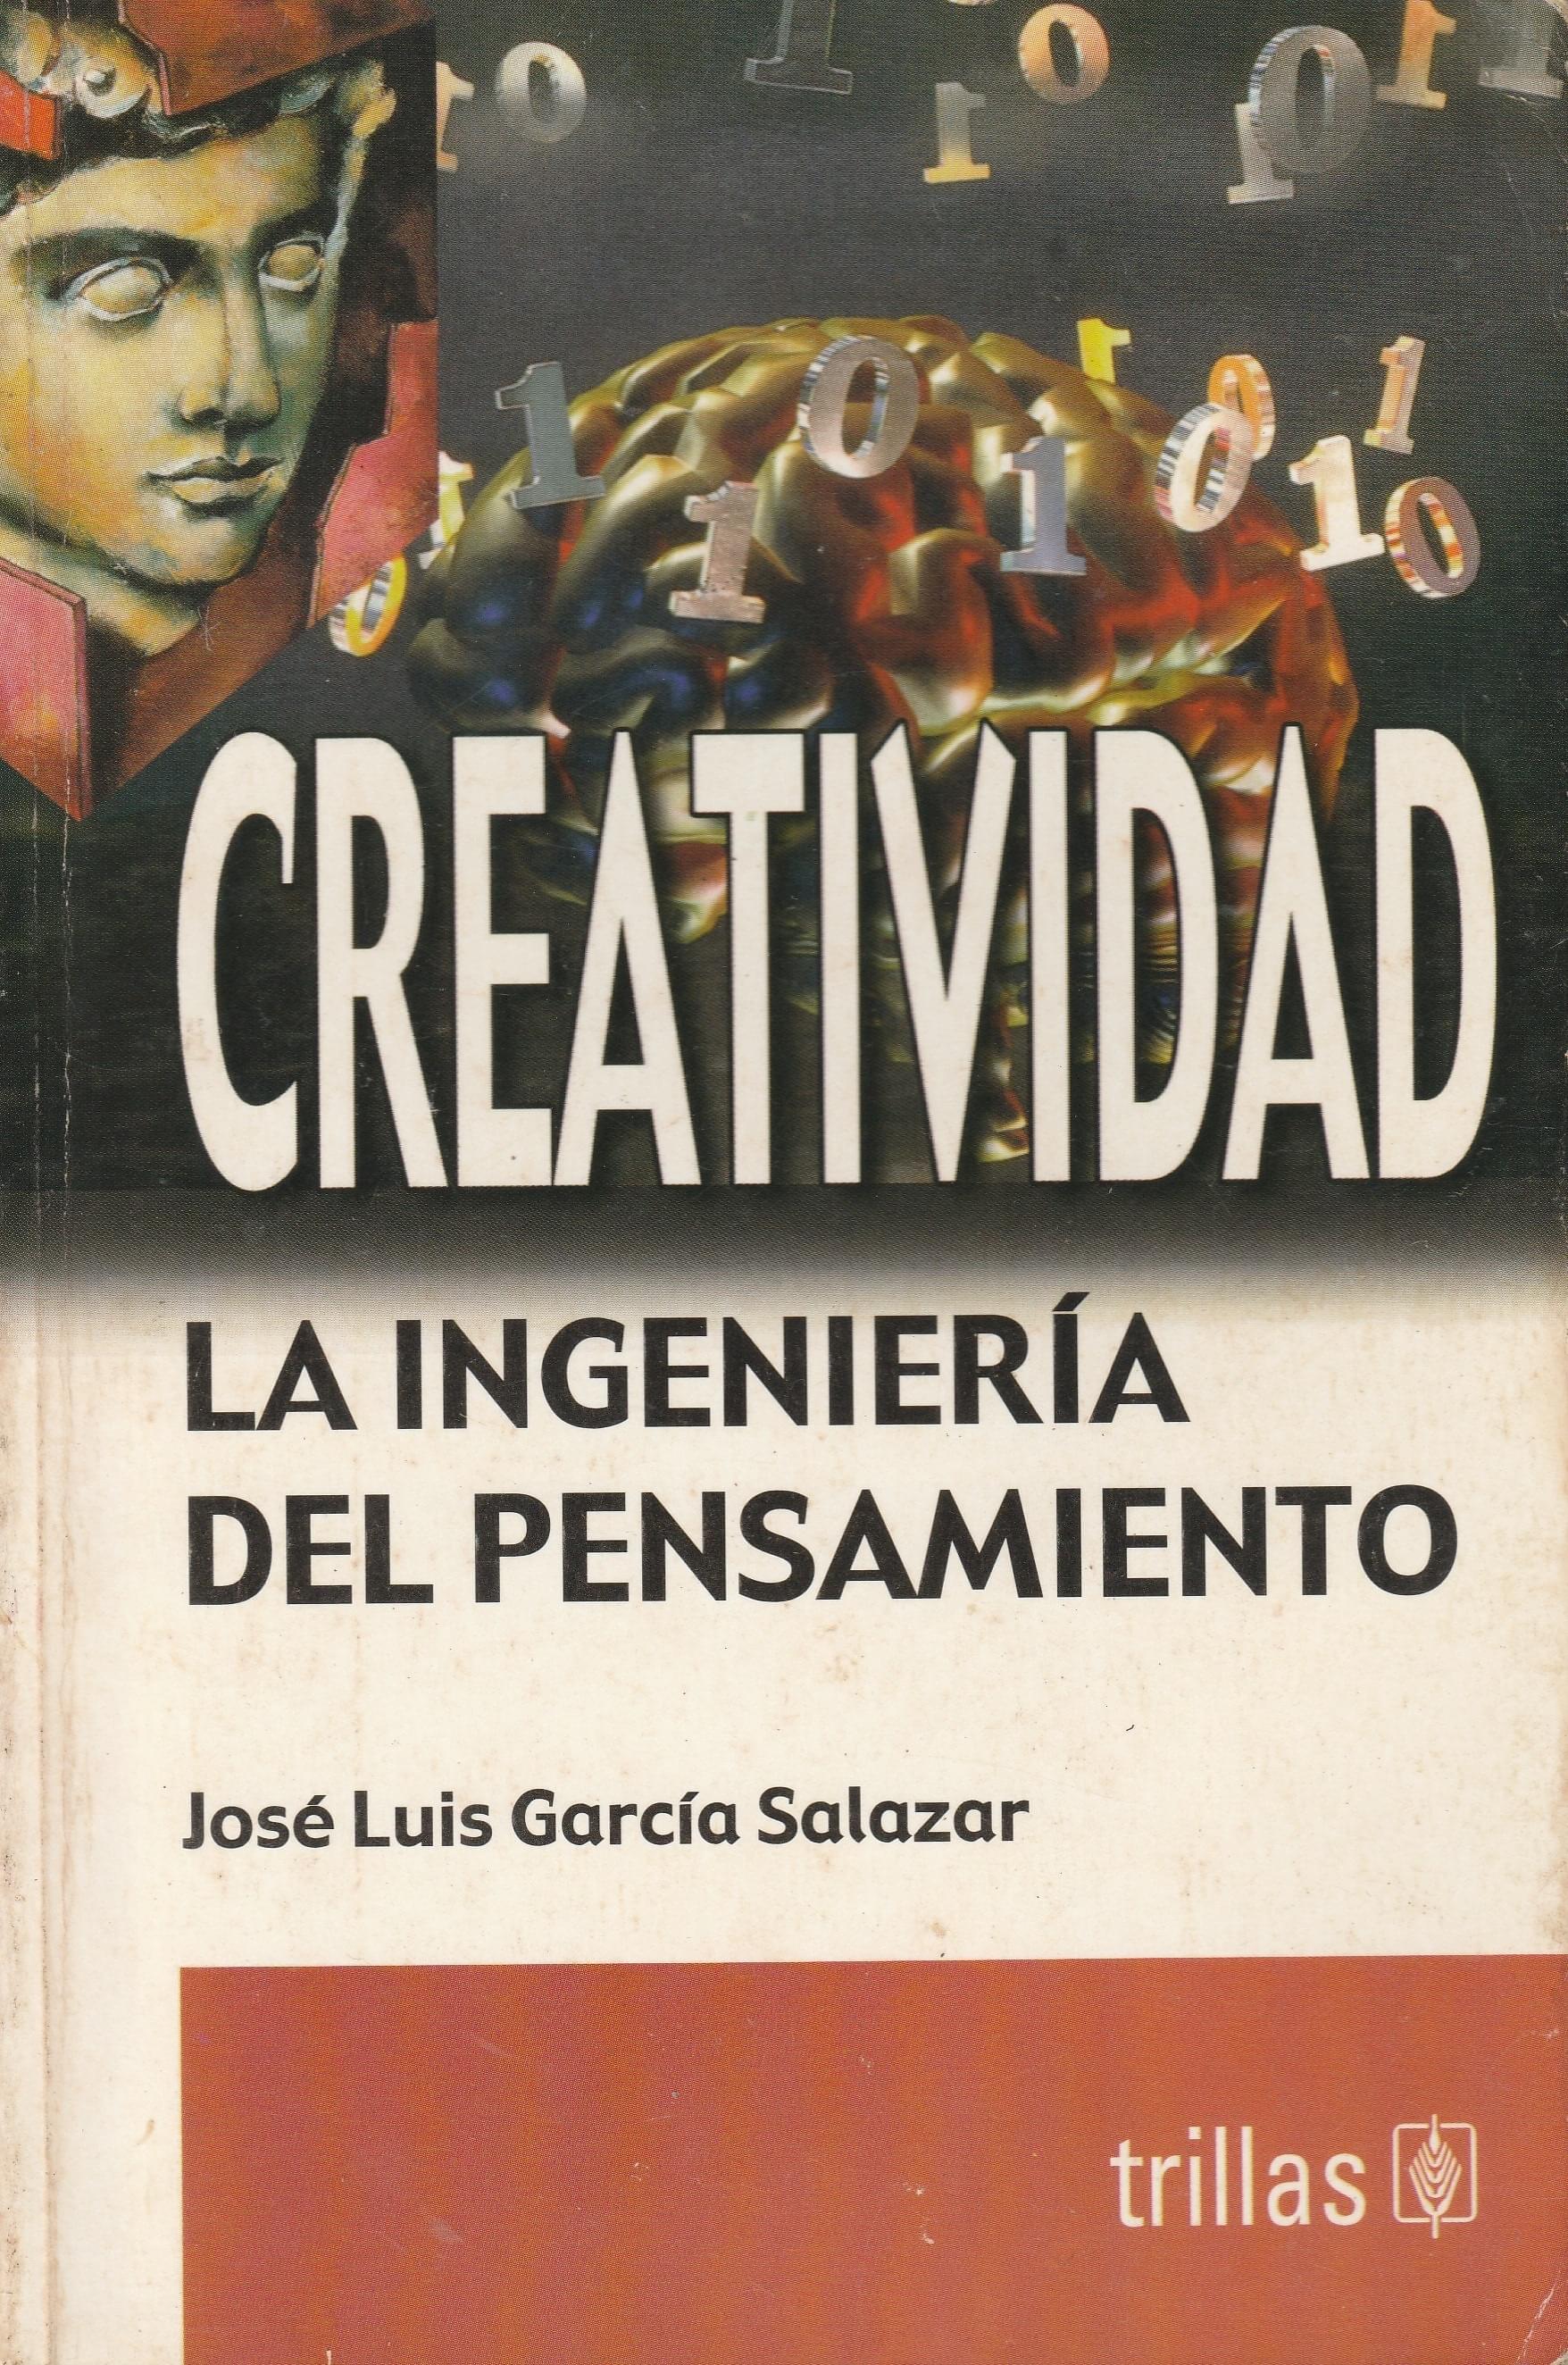 CREATIVIDAD
LA INGENIERÍA
DEL PENSAMIENTO
José Luis García Salazar
trillas